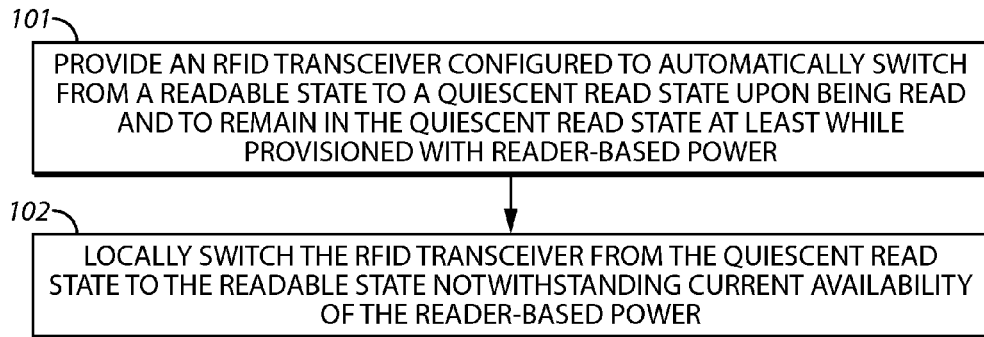 101
PROVIDE AN RFID TRANSCEIVER CONFIGURED TO AUTOMATICALLY SWITCH
FROM A READABLE STATE TO A QUIESCENT READ STATE UPON BEING READ
AND TO REMAIN IN THE QUIESCENT READ STATE AT LEAST WHILE
PROVISIONED WITH READER-BASED POWER
102
LOCALLY SWITCH THE RFID TRANSCEIVER FROM THE QUIESCENT READ
STATE TO THE READABLE STATE NOTWITHSTANDING CURRENT AVAILABILITY
OF THE READER-BASED POWER